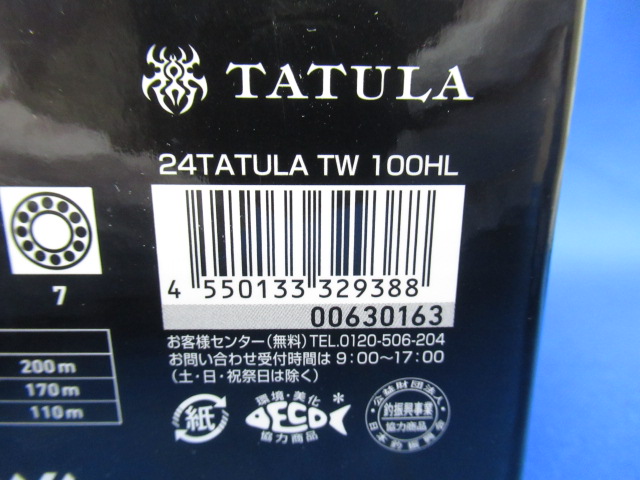 TATULA
24TATULA TW 100HL
7
4 550133 329388
00630163
お客様センター(無料)TEL.0120-506-204
お問い合わせ受付時間は 9:00〜17:00
(土・日・祝祭日は除く)
200m
170m
110m
紙
環境・美化
ECO
協力商品
公益財団法人
釣振興事業
協力商品
日本釣振興会